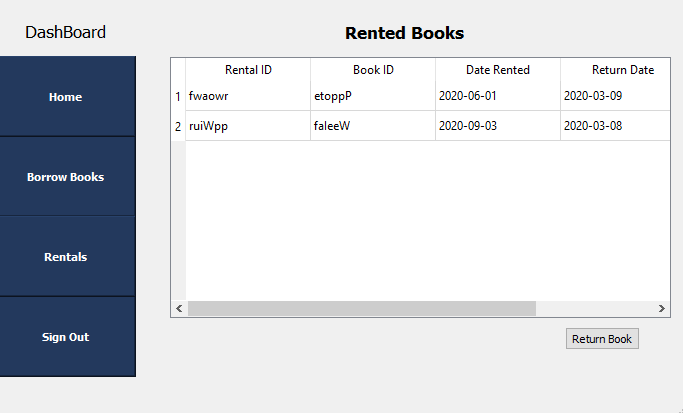 DashBoard
Home
Borrow Books
Rentals
Sign Out
Rented Books
Rental ID Book ID Date Rented Return Date
1 fwaowr etoppP 2020-06-01 2020-03-09
2 ruiWpp faleeW 2020-09-03 2020-03-08
Return Book